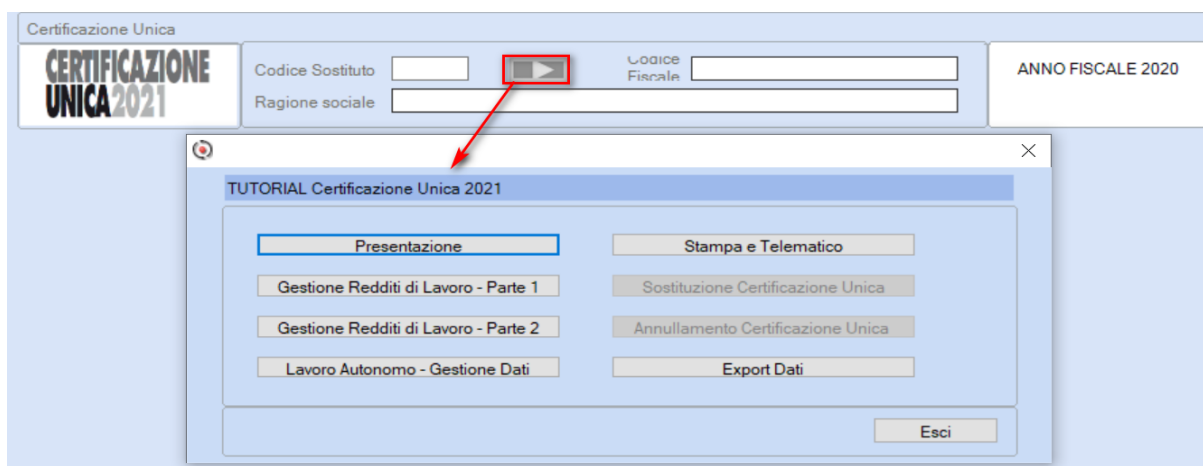 Certificazione Unica
CERTIFICAZIONE
UNICA2021
Codice Sostituto
Codice
Fiscale
Ragione sociale
ANNO FISCALE 2020
TUTORIAL Certificazione Unica 2021
Presentazione
Stampa e Telematico
Gestione Redditi di Lavoro - Parte 1
Sostituzione Certificazione Unica
Gestione Redditi di Lavoro - Parte 2
Annullamento Certificazione Unica
Lavoro Autonomo - Gestione Dati
Export Dati
Esci